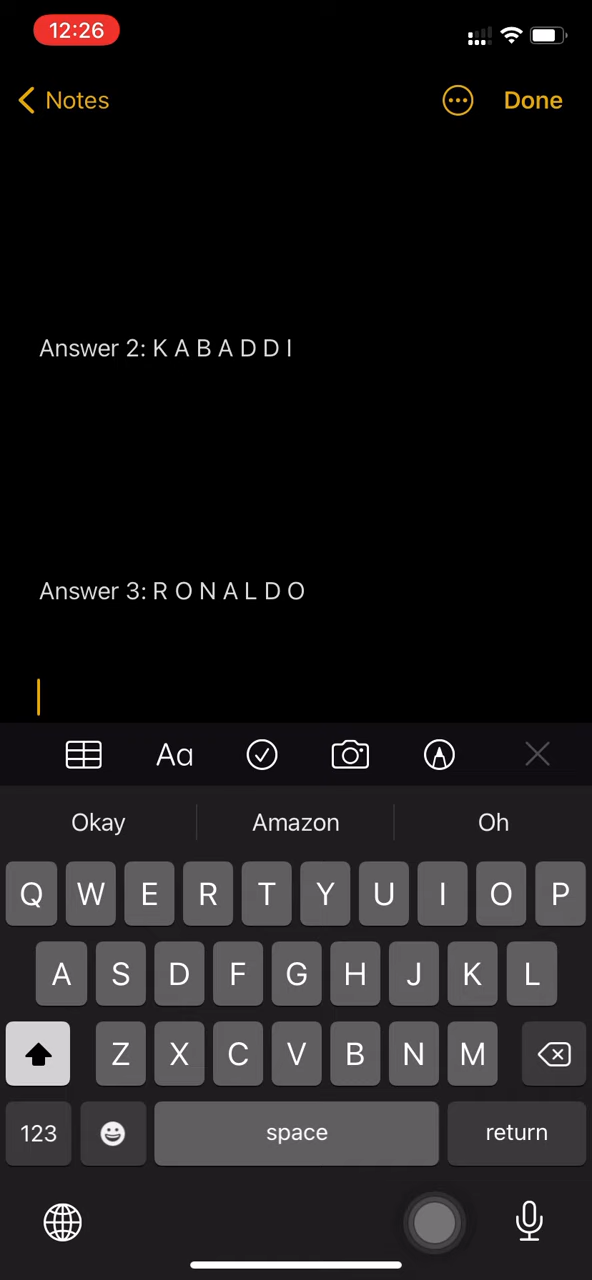 12:26
Notes
Done
Answer 2: K A B A D D I
Answer 3: R O N A L D O
Aa
Okay Amazon Oh
Q W E R T Y U I O P
A S D F G H J K L
Z X C V B N M
123 space return